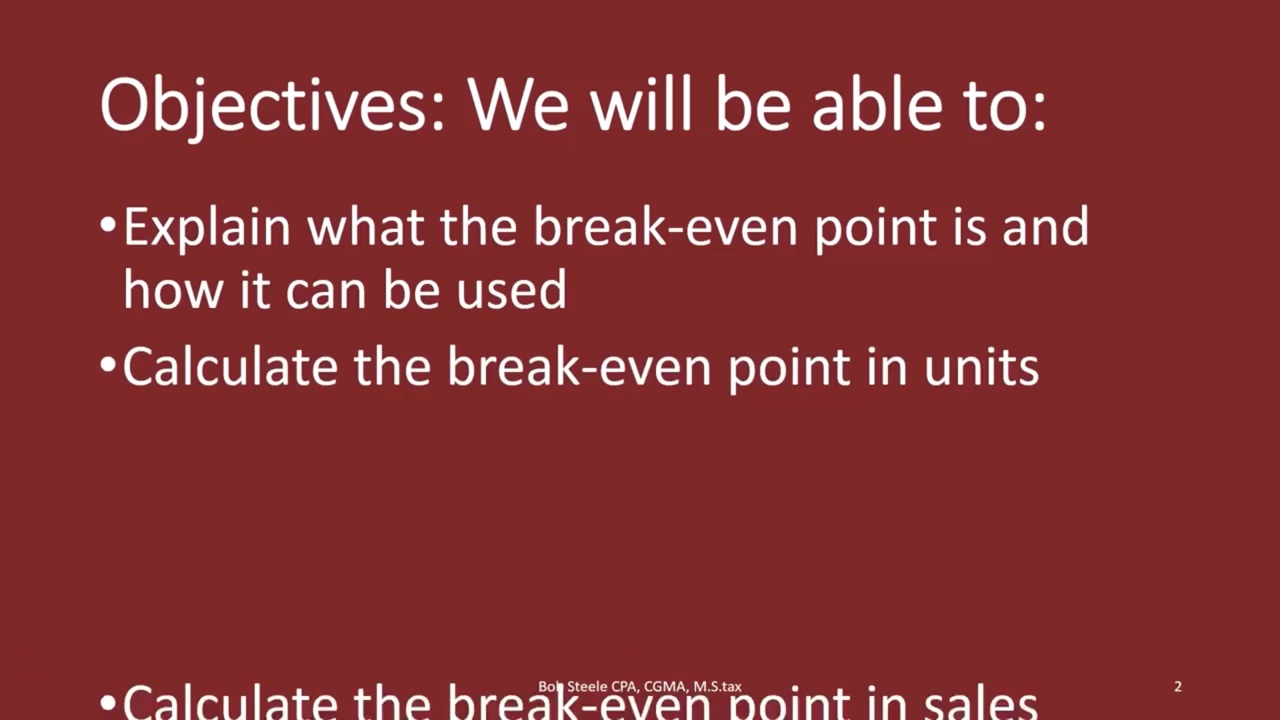 Objectives: We will be able to:
•Explain what the break-even point is and
how it can be used
•Calculate the break-even point in units
Bob Steele CPA, CGMA, M.S.tax
2
•Calculate the break-even point in sales